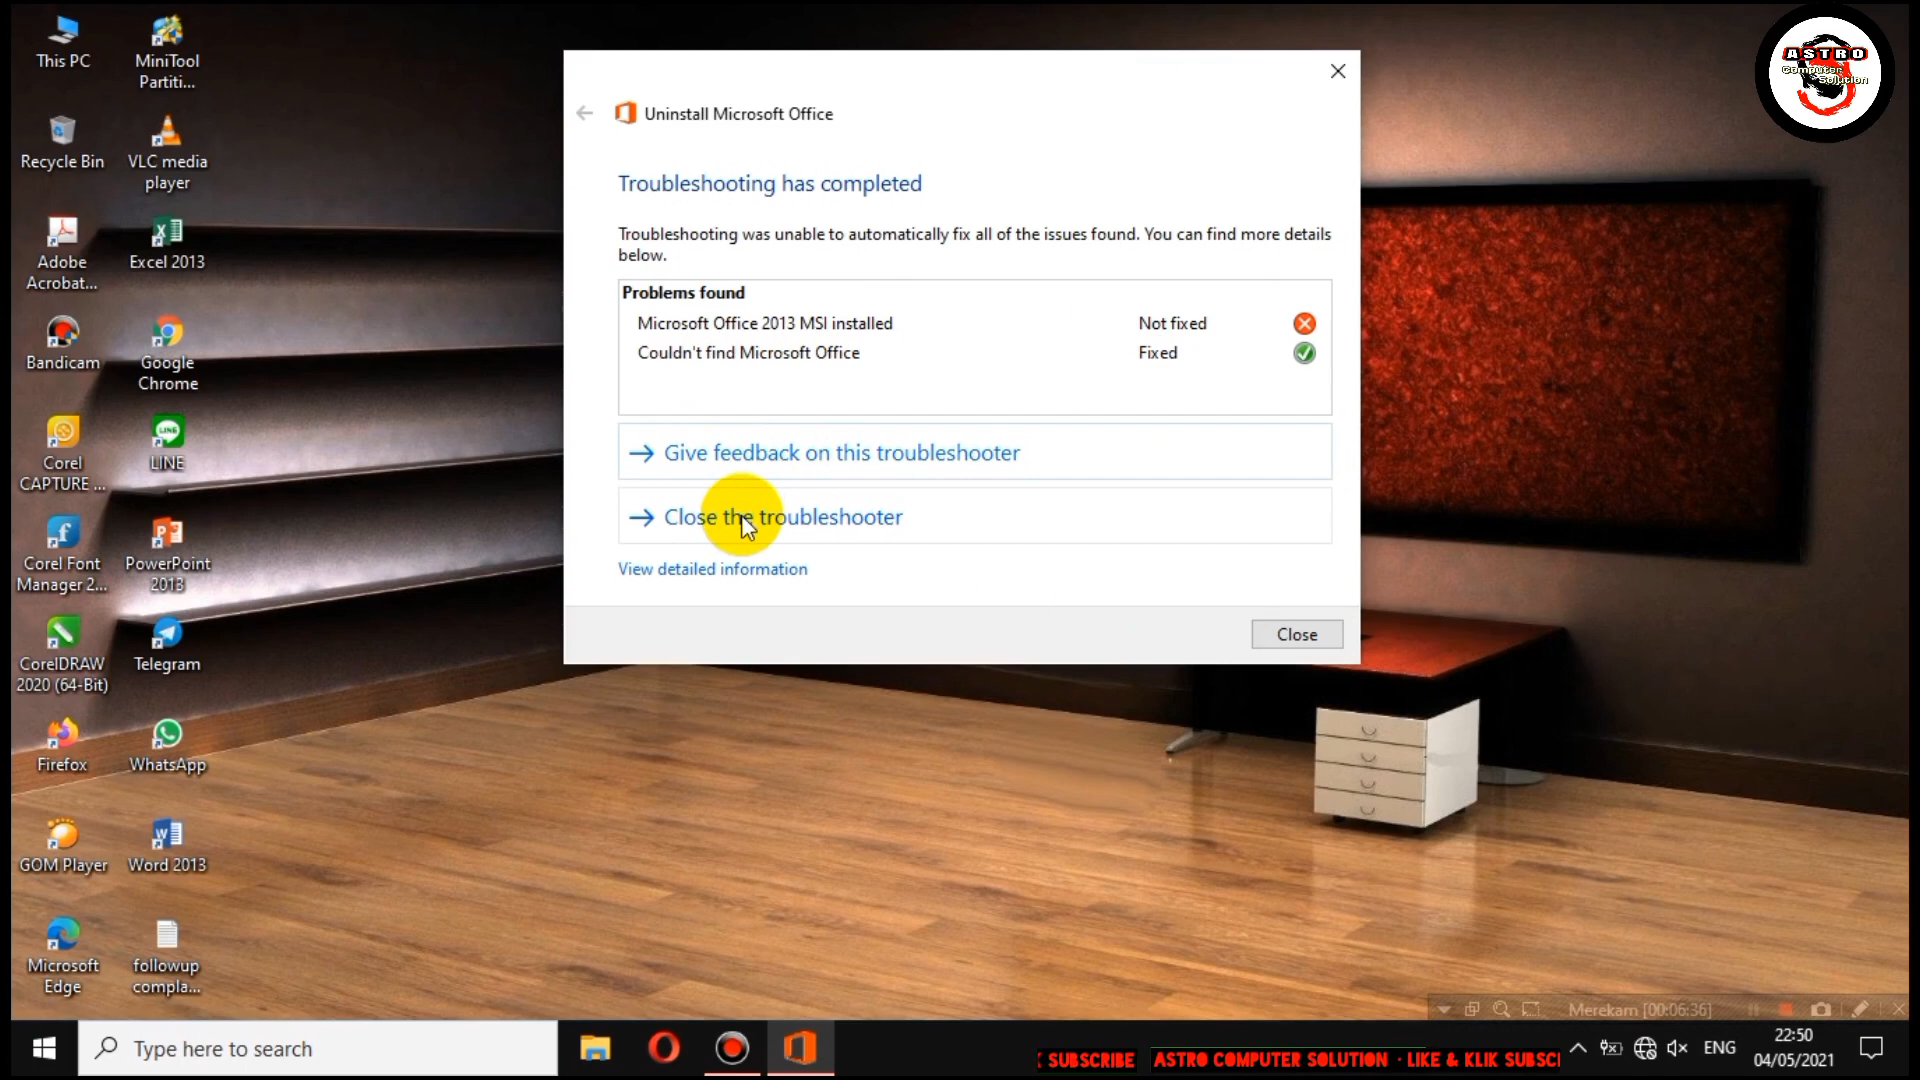 This PC
MiniTool
Partiti...
Recycle Bin
VLC media
player
Adobe
Acrobat...
Excel 2013
Bandicam
Google
Chrome
Corel
CAPTURE ...
LINE
LINE
Corel Font
Manager 2...
PowerPoint
2013
CorelDRAW
2020 (64-Bit)
Telegram
Firefox
WhatsApp
GOM Player
Word 2013
Microsoft
Edge
followup
compla...
Uninstall Microsoft Office
Troubleshooting has completed
Troubleshooting was unable to automatically fix all of the issues found. You can find more details
below.
Problems found
Microsoft Office 2013 MSI installed Not fixed
Couldn't find Microsoft Office Fixed
Give feedback on this troubleshooter
Close the troubleshooter
View detailed information
Close
ASTRO
Computer
Solution
Merekam [00:06:36]
Type here to search
SUBSCRIBE ASTRO COMPUTER SOLUTION · LIKE & KLIK SUBSC
ENG
22:50
04/05/2021